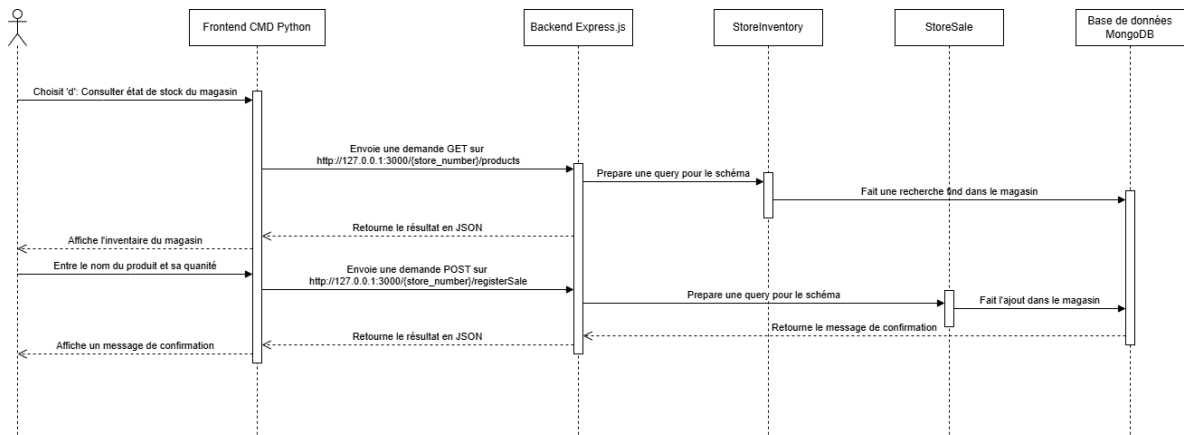 Frontend CMD Python
Backend Express.js
StoreInventory
StoreSale
Base de données
MongoDB
Choisit 'd': Consulter état de stock du magasin
Envoie une demande GET sur
http://127.0.0.1:3000/{store_number}/products
Prepare une query pour le schéma
Fait une recherche find dans le magasin
Retourne le résultat en JSON
Affiche l'inventaire du magasin
Entre le nom du produit et sa quanité
Envoie une demande POST sur
http://127.0.0.1:3000/{store_number}/registerSale
Prepare une query pour le schéma
Fait l'ajout dans le magasin
Retourne le message de confirmation
Retourne le résultat en JSON
Affiche un message de confirmation